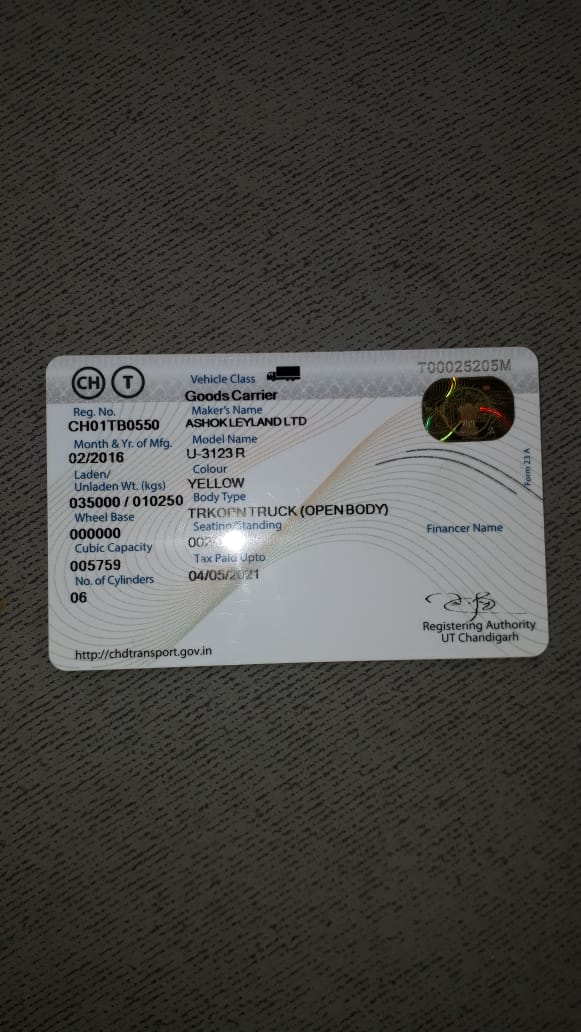 CH T
T00025205M
Vehicle Class
Goods Carrier
Reg. No.
CH01TB0550
Maker's Name
ASHOK LEYLAND LTD
Month & Yr. of Mfg.
02/2016
Model Name
U-3123 R
Laden/
Unladen Wt. (kgs)
035000 / 010250
Colour
YELLOW
Body Type
TRKOPN TRUCK (OPEN BODY)
Wheel Base
000000
Seating/Standing
Cubic Capacity
005759
Tax Paid Upto
04/05/2021
No. of Cylinders
06
Form 23 A
Financer Name
Registering Authority
UT Chandigarh
http://chdtransport.gov.in